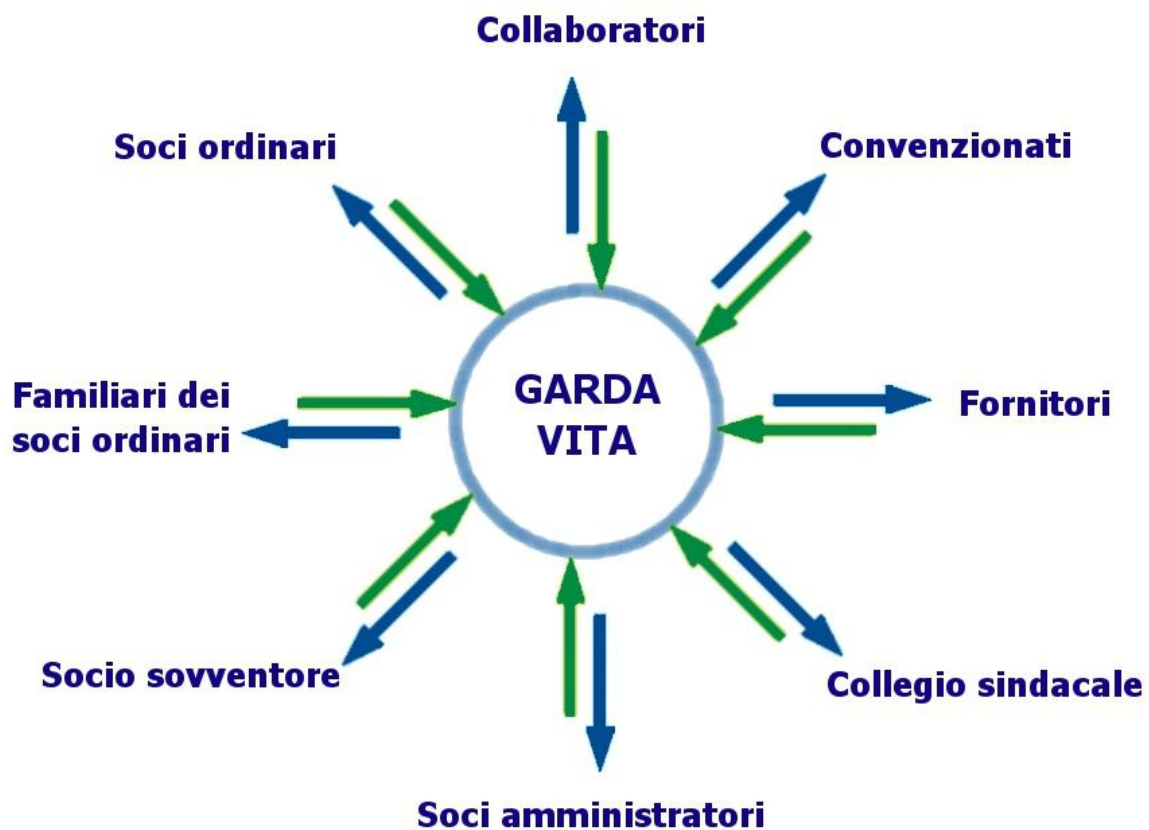 Collaboratori
Soci ordinari
Convenzionati
Familiari dei
soci ordinari
GARDA
VITA
Fornitori
Socio sovventore
Collegio sindacale
Soci amministratori